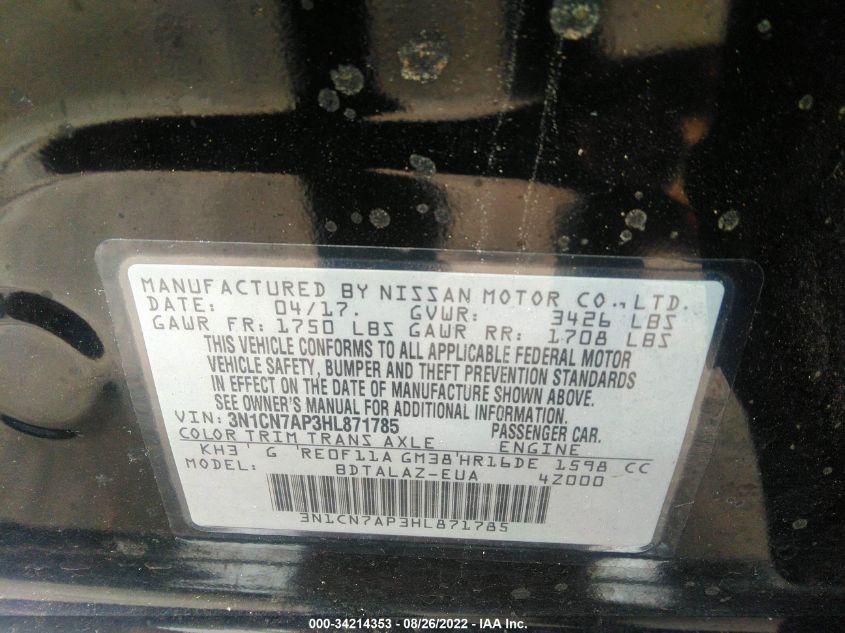 MANUFACTURED BY NISSAN MOTOR CO., LTD.
DATE: 04/17. GVWR: 3426 LBS
GAWR FR: 1750 LBS GAWR RR: 1708 LBS
THIS VEHICLE CONFORMS TO ALL APPLICABLE FEDERAL MOTOR
VEHICLE SAFETY, BUMPER AND THEFT PREVENTION STANDARDS
IN EFFECT ON THE DATE OF MANUFACTURE SHOWN ABOVE.
SEE OWNER'S MANUAL FOR ADDITIONAL INFORMATION.
VIN: 3N1CN7AP3HL871785 PASSENGER CAR.
COLOR TRIM TRANS AXLE ENGINE
KH3' G 'RE0F11A GM38'HR16DE 1598 CC
MODEL: BDTALAZ-EUA 4Z000
3N1CN7AP3HL871785
000-34214353 - 08/26/2022 - IAA Inc.